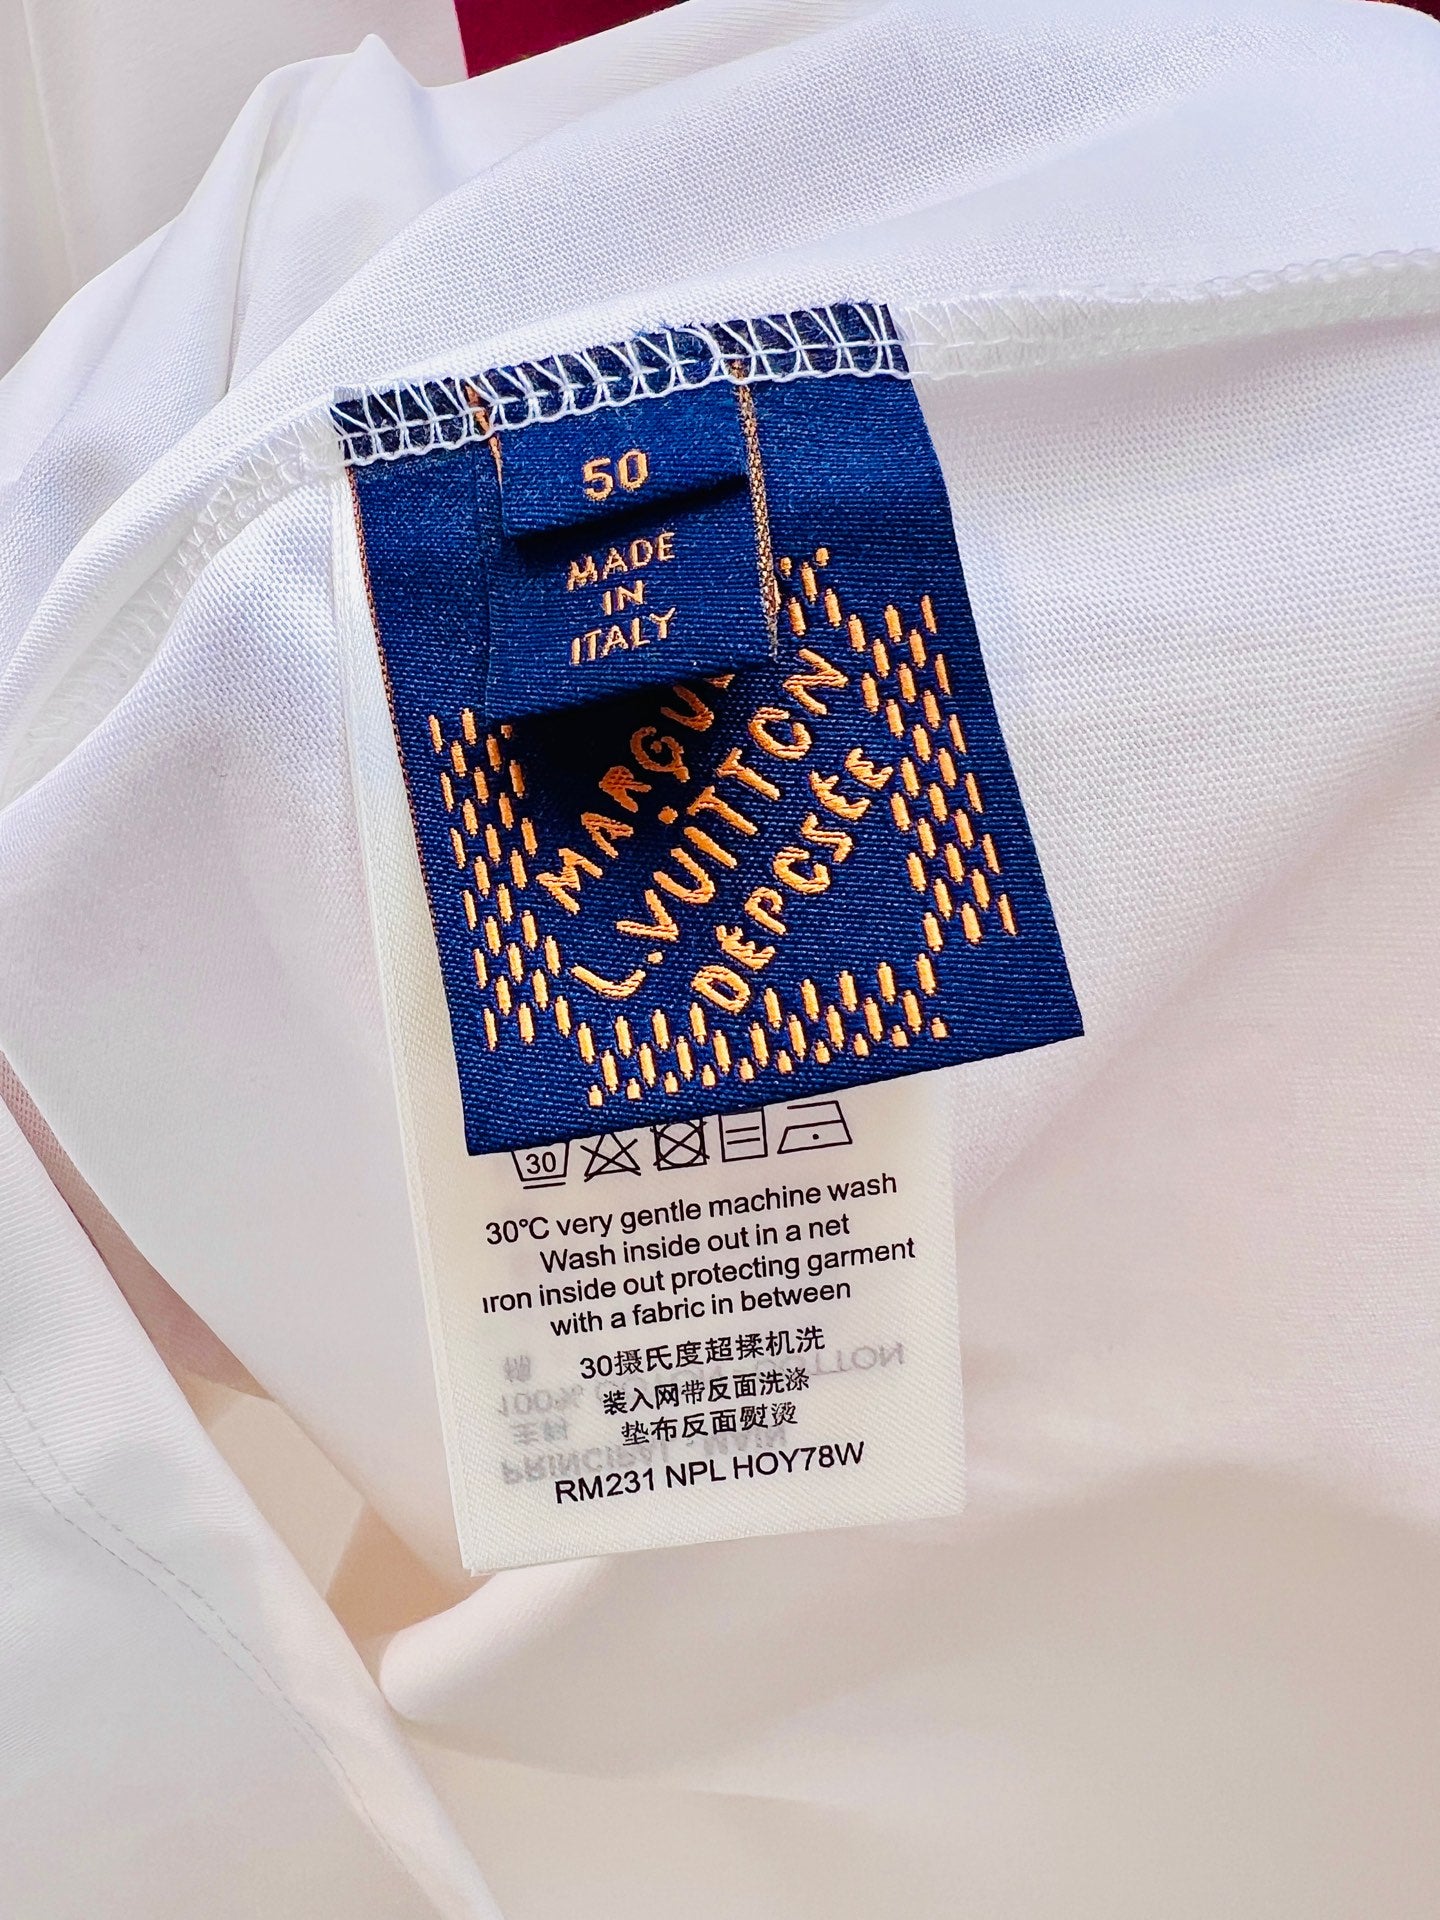 50
MADE
IN
ITALY
L.VUITTON
30
30°C very gentle machine wash
Wash inside out in a net
Iron inside out protecting garment
with a fabric in between
30摄氏度超揉机洗
装入网带反面洗涤
垫布反面熨烫
RM231 NPL HOY78W